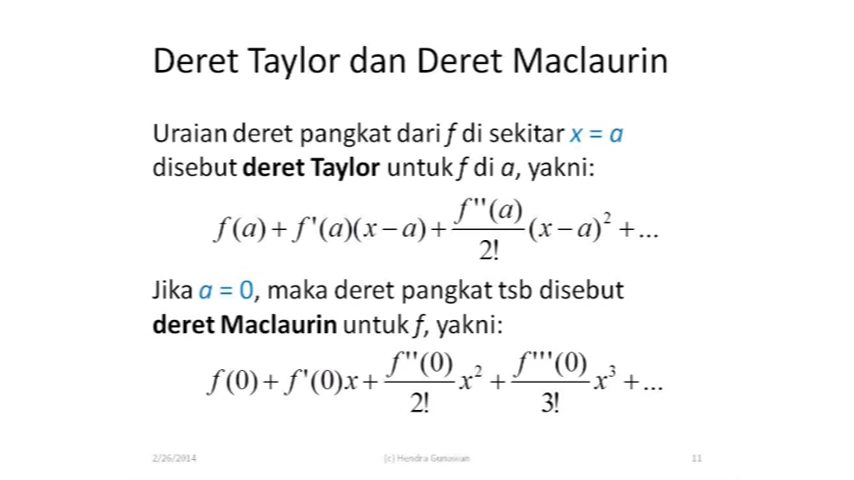 Deret Taylor dan Deret Maclaurin
Uraian deret pangkat dari f di sekitar x = a
disebut deret Taylor untuk f di a, yakni:
f(a) + f'(a)(x − a) + f''(a)/2! (x − a)² + ...
Jika a = 0, maka deret pangkat tsb disebut
deret Maclaurin untuk f, yakni:
f(0) + f'(0)x + f''(0)/2! x² + f'''(0)/3! x³ + ...
2/26/2014 (c) Hendra Gunawan 11